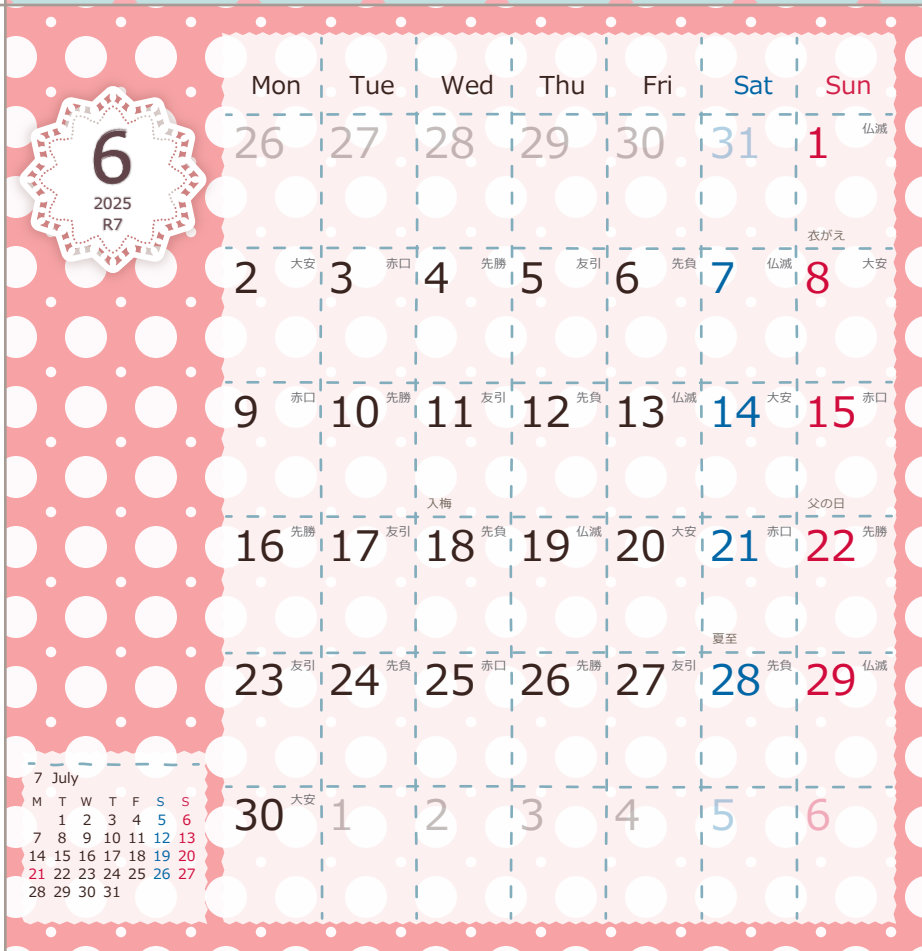 6
2025
R7
Mon Tue Wed Thu Fri Sat Sun
26 27 28 29 30 31 1 仏滅
衣がえ
2 大安 3 赤口 4 先勝 5 友引 6 先負 7 仏滅 8 大安
9 赤口 10 先勝 11 友引 12 先負 13 仏滅 14 大安 15 赤口
入梅 父の日
16 先勝 17 友引 18 先負 19 仏滅 20 大安 21 赤口 22 先勝
夏至
23 友引 24 先負 25 赤口 26 先勝 27 友引 28 先負 29 仏滅
30 大安 1 2 3 4 5 6
7 July
M T W T F S S
1 2 3 4 5 6
7 8 9 10 11 12 13
14 15 16 17 18 19 20
21 22 23 24 25 26 27
28 29 30 31